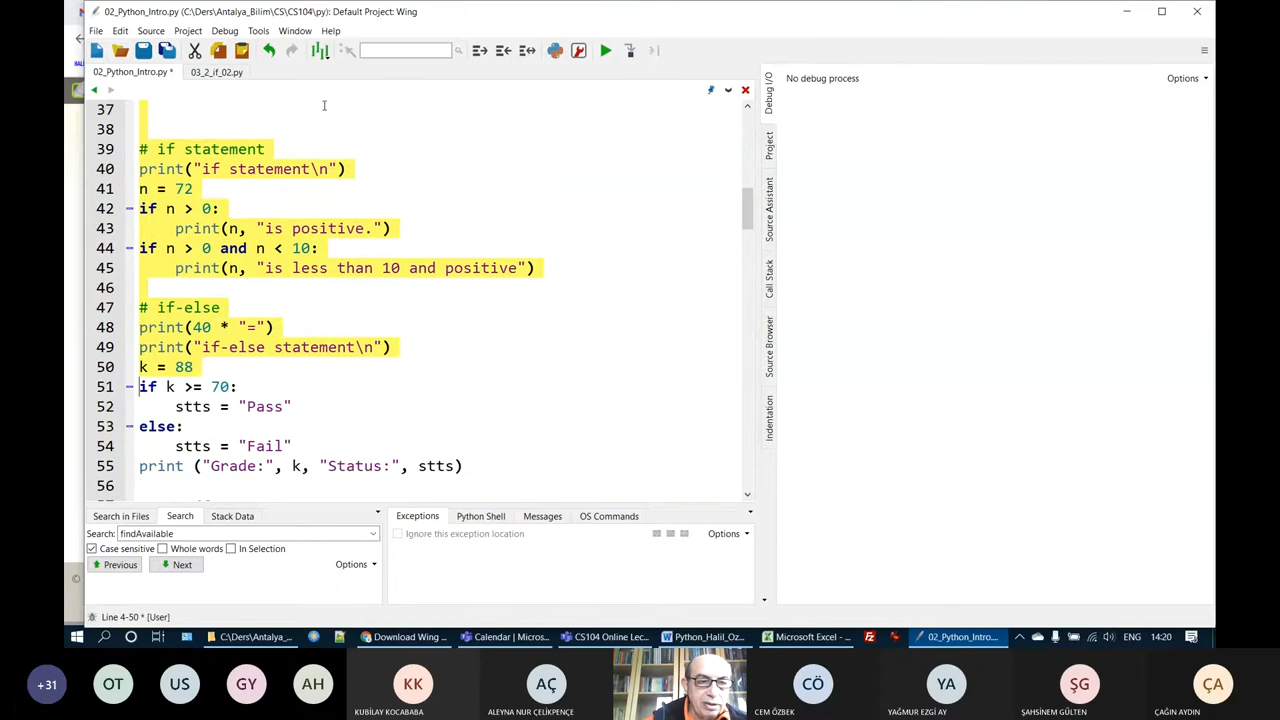 02_Python_Intro.py (C:\Ders\Antalya_Bilim\CS\CS104\py): Default Project: Wing
File Edit Source Project Debug Tools Window Help
02_Python_Intro.py * 03_2_if_02.py
No debug process Options
37
38
39 # if statement
40 print("if statement\n")
41 n = 72
42 if n > 0:
43 print(n, "is positive.")
44 if n > 0 and n < 10:
45 print(n, "is less than 10 and positive")
46
47 # if-else
48 print(40 * "=")
49 print("if-else statement\n")
50 k = 88
51 if k >= 70:
52 stts = "Pass"
53 else:
54 stts = "Fail"
55 print ("Grade:", k, "Status:", stts)
56
Debug I/O
Project
Source Assistant
Call Stack
Source Browser
Indentation
Search in Files Search Stack Data
Search: findAvailable
Case sensitive Whole words In Selection
Previous Next Options
Exceptions Python Shell Messages OS Commands
Ignore this exception location Options
Line 4-50 * [User]
C:\Ders\Antalya_... Download Wing ... Calendar | Micros... CS104 Online Lec... Python_Halil_Oz... Microsoft Excel - ... 02_Python_Intro.... ENG 14:20
+31 OT US GY AH KK AÇ CÖ YA ŞG ÇA
KUBİLAY KOCABABA ALEYNA NUR ÇELİKPENÇE CEM ÖZBEK YAĞMUR EZGİ AY ŞAHSİNEM GÜLTEN ÇAĞIN AYDIN